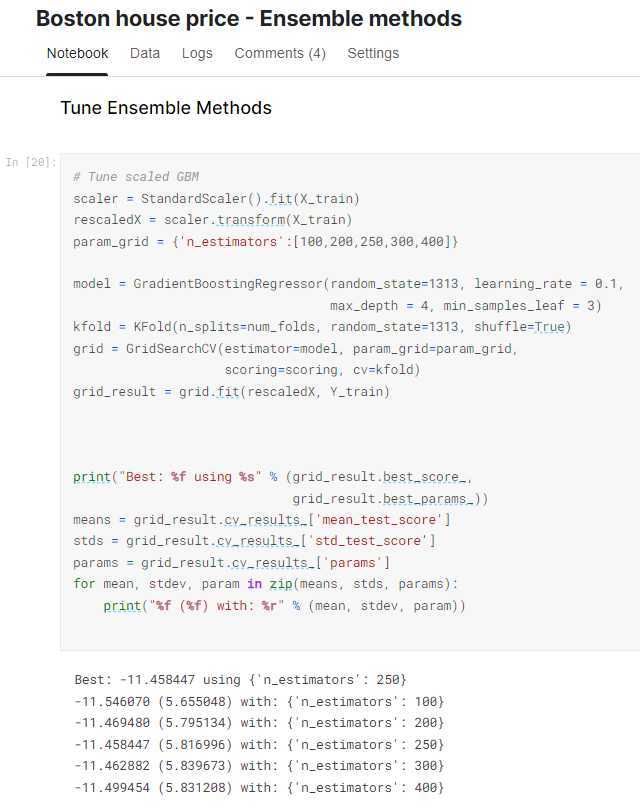 Boston house price - Ensemble methods
Notebook Data Logs Comments (4) Settings
Tune Ensemble Methods
In [20]:
# Tune scaled GBM
scaler = StandardScaler().fit(X_train)
rescaledX = scaler.transform(X_train)
param_grid = {'n_estimators':[100,200,250,300,400]}
model = GradientBoostingRegressor(random_state=1313, learning_rate = 0.1,
max_depth = 4, min_samples_leaf = 3)
kfold = KFold(n_splits=num_folds, random_state=1313, shuffle=True)
grid = GridSearchCV(estimator=model, param_grid=param_grid,
scoring=scoring, cv=kfold)
grid_result = grid.fit(rescaledX, Y_train)
print("Best: %f using %s" % (grid_result.best_score_,
grid_result.best_params_))
means = grid_result.cv_results_['mean_test_score']
stds = grid_result.cv_results_['std_test_score']
params = grid_result.cv_results_['params']
for mean, stdev, param in zip(means, stds, params):
print("%f (%f) with: %r" % (mean, stdev, param))
Best: -11.458447 using {'n_estimators': 250}
-11.546070 (5.655048) with: {'n_estimators': 100}
-11.469480 (5.795134) with: {'n_estimators': 200}
-11.458447 (5.816996) with: {'n_estimators': 250}
-11.462882 (5.839673) with: {'n_estimators': 300}
-11.499454 (5.831208) with: {'n_estimators': 400}